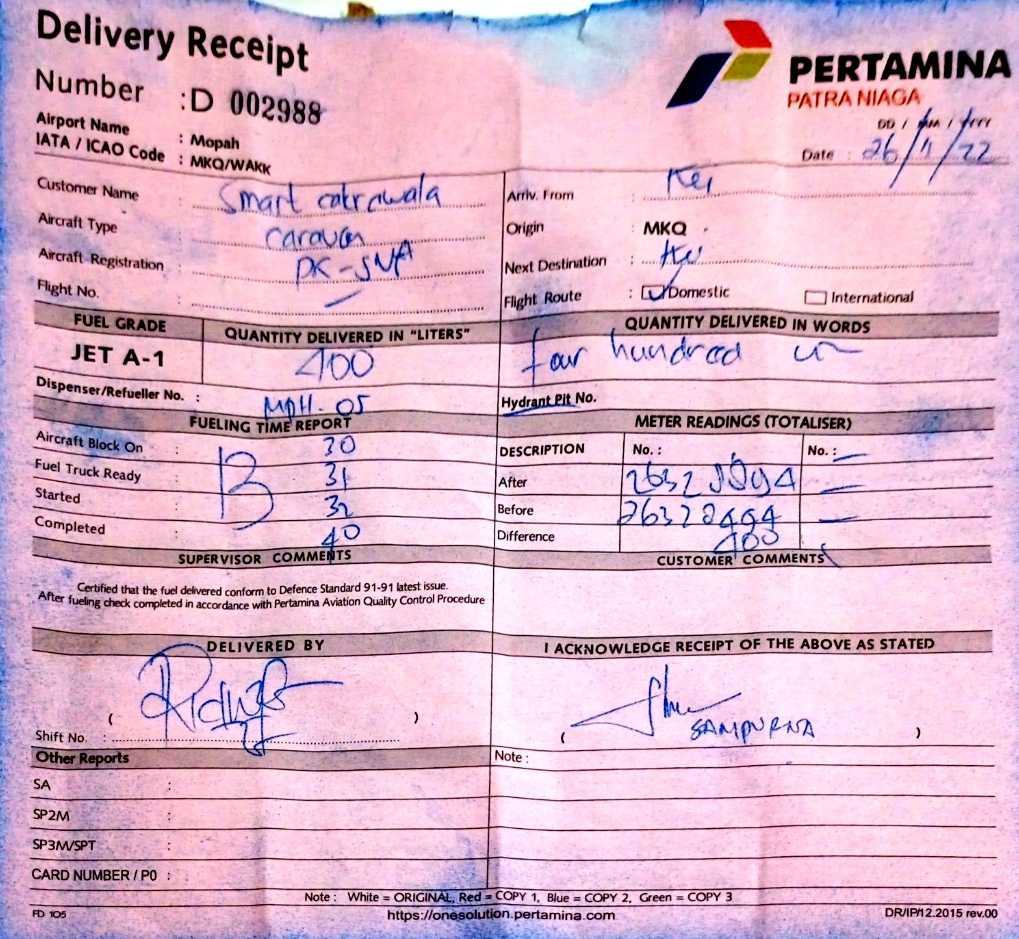 Delivery Receipt
Number : D 002988
PERTAMINA
PATRA NIAGA
Airport Name : Mopah
IATA / ICAO Code : MKQ/WAKK
DD / MM / YYYY
Date : 26/11/22
Customer Name : Smart cakrawala
Arriv. From : Kei
Aircraft Type : caravan
Origin : MKQ
Aircraft Registration : PK-SNA
Next Destination :
Flight No. : –
Flight Route : Domestic International
FUEL GRADE
QUANTITY DELIVERED IN "LITERS"
QUANTITY DELIVERED IN WORDS
JET A-1
400
four hundred
Dispenser/Refueller No. : MPH. 05
Hydrant Pit No.
FUELING TIME REPORT
METER READINGS (TOTALISER)
Aircraft Block On : 30
DESCRIPTION No. : No. : –
Fuel Truck Ready : 13 31
After –
Started : 32
Before 26328494 –
Completed : 40
Difference 400
SUPERVISOR COMMENTS
CUSTOMER COMMENTS
Certified that the fuel delivered conform to Defence Standard 91-91 latest issue.
After fueling check completed in accordance with Pertamina Aviation Quality Control Procedure
DELIVERED BY
I ACKNOWLEDGE RECEIPT OF THE ABOVE AS STATED
( )
( SAMPURNA )
Shift No. :
Other Reports
Note :
SA :
SP2M :
SP3M/SPT :
CARD NUMBER / P0 :
Note : White = ORIGINAL, Red = COPY 1, Blue = COPY 2, Green = COPY 3
FD 105
https://onesolution.pertamina.com
DR/IP/12.2015 rev.00